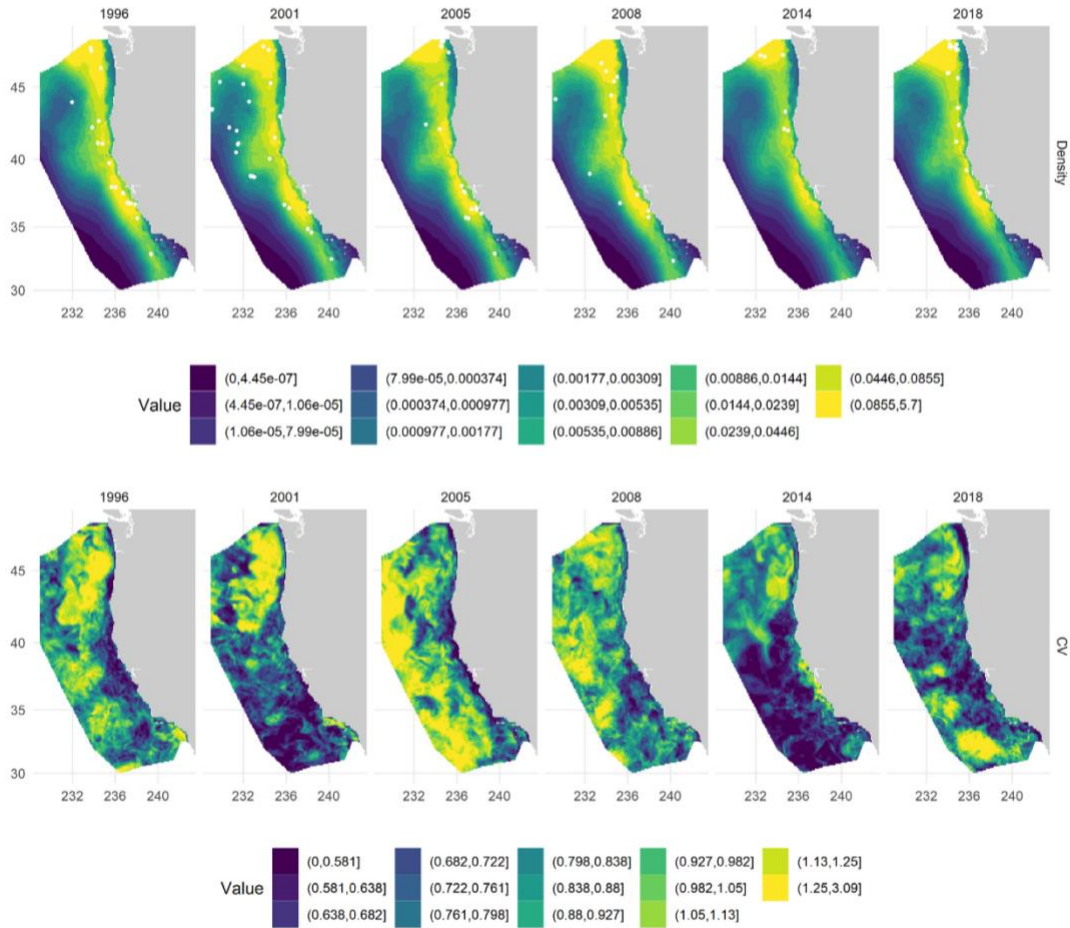 1996 2001 2005 2008 2014 2018
45
40
35
30
Density
232 236 240 232 236 240 232 236 240 232 236 240 232 236 240 232 236 240
(0,4.45e-07] (7.99e-05,0.000374] (0.00177,0.00309] (0.00886,0.0144] (0.0446,0.0855]
Value (4.45e-07,1.06e-05] (0.000374,0.000977] (0.00309,0.00535] (0.0144,0.0239] (0.0855,5.7]
(1.06e-05,7.99e-05] (0.000977,0.00177] (0.00535,0.00886] (0.0239,0.0446]
1996 2001 2005 2008 2014 2018
45
40
35
30
CV
232 236 240 232 236 240 232 236 240 232 236 240 232 236 240 232 236 240
(0,0.581] (0.682,0.722] (0.798,0.838] (0.927,0.982] (1.13,1.25]
Value (0.581,0.638] (0.722,0.761] (0.838,0.88] (0.982,1.05] (1.25,3.09]
(0.638,0.682] (0.761,0.798] (0.88,0.927] (1.05,1.13]